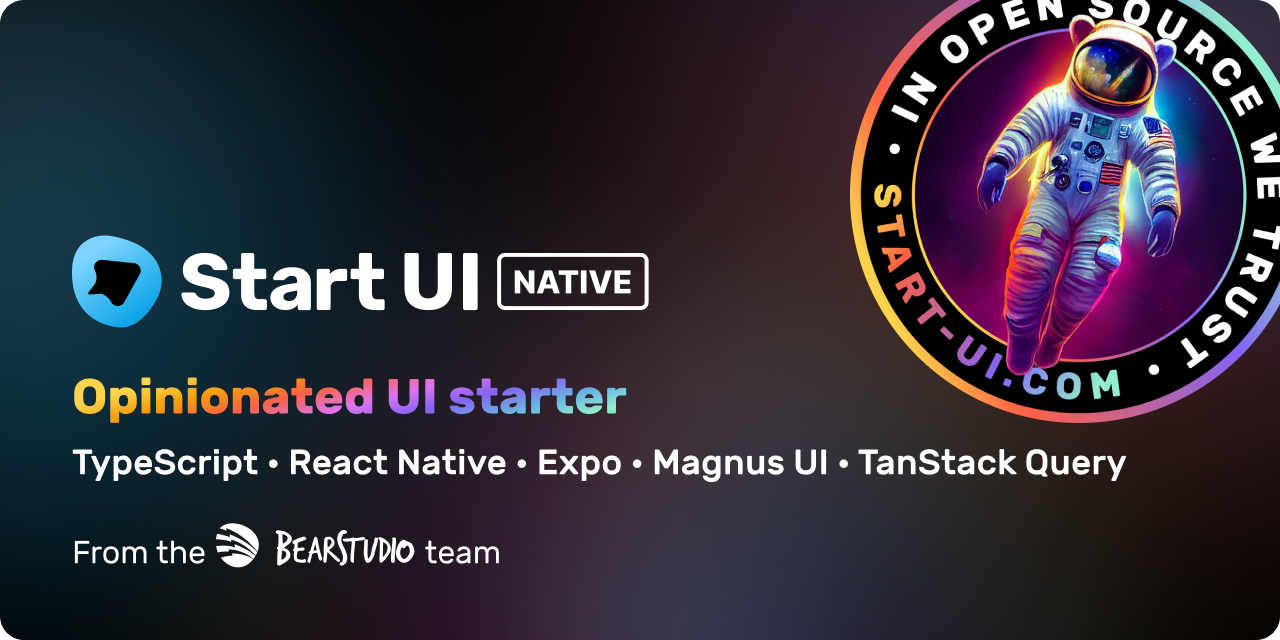 • IN OPEN SOURCE WE TRUST •
START-UI.COM
Start UI NATIVE
Opinionated UI starter
TypeScript • React Native • Expo • Magnus UI • TanStack Query
From the BEARSTUDIO team